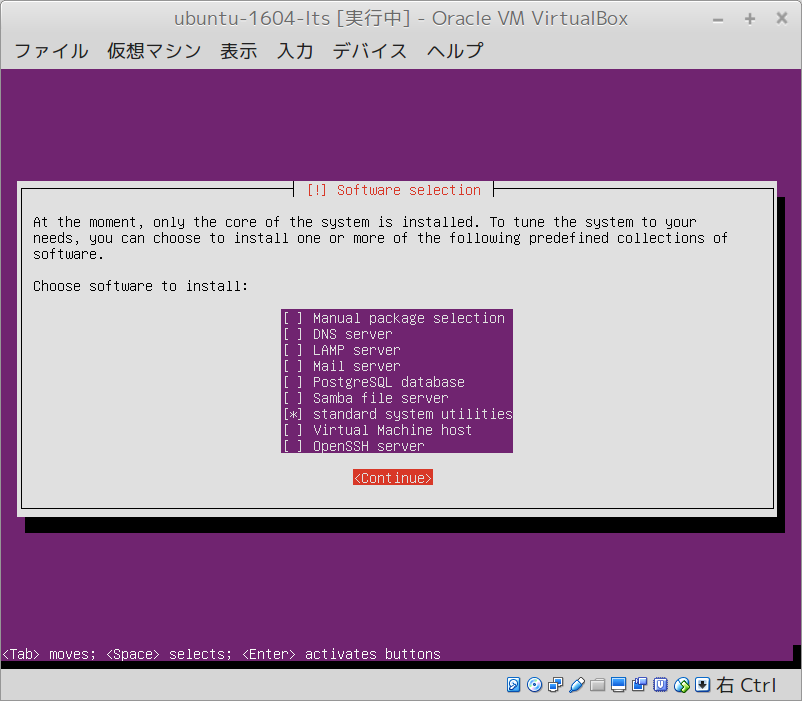 ubuntu-1604-lts [実行中] - Oracle VM VirtualBox
ファイル 仮想マシン 表示 入力 デバイス ヘルプ
[!] Software selection
At the moment, only the core of the system is installed. To tune the system to your
needs, you can choose to install one or more of the following predefined collections of
software.
Choose software to install:
[ ] Manual package selection
[ ] DNS server
[ ] LAMP server
[ ] Mail server
[ ] PostgreSQL database
[ ] Samba file server
[*] standard system utilities
[ ] Virtual Machine host
[ ] OpenSSH server
<Continue>
<Tab> moves; <Space> selects; <Enter> activates buttons
右 Ctrl